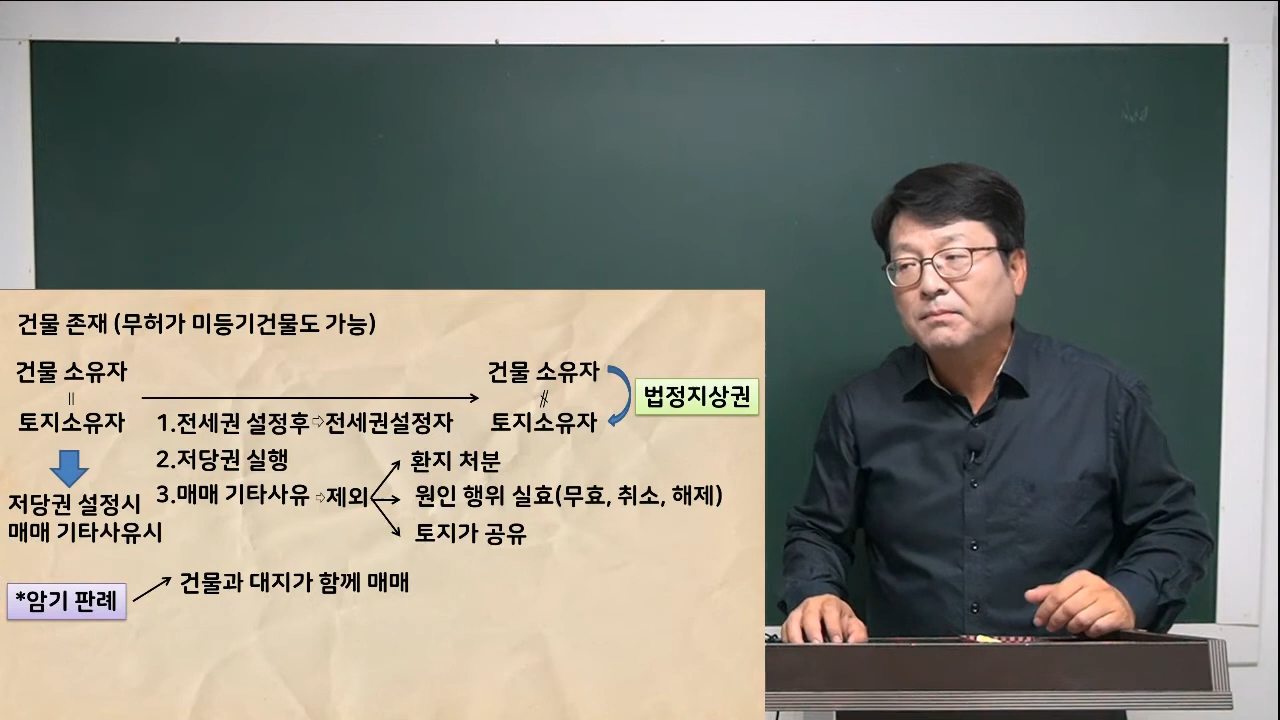 건물 존재 (무허가 미등기건물도 가능)
건물 소유자
=
토지소유자
1.전세권 설정후⇨전세권설정자
2.저당권 실행
3.매매 기타사유 ⇨제외
건물 소유자
≠
토지소유자
법정지상권
환지 처분
원인 행위 실효(무효, 취소, 해제)
토지가 공유
저당권 설정시
매매 기타사유시
*암기 판례
건물과 대지가 함께 매매